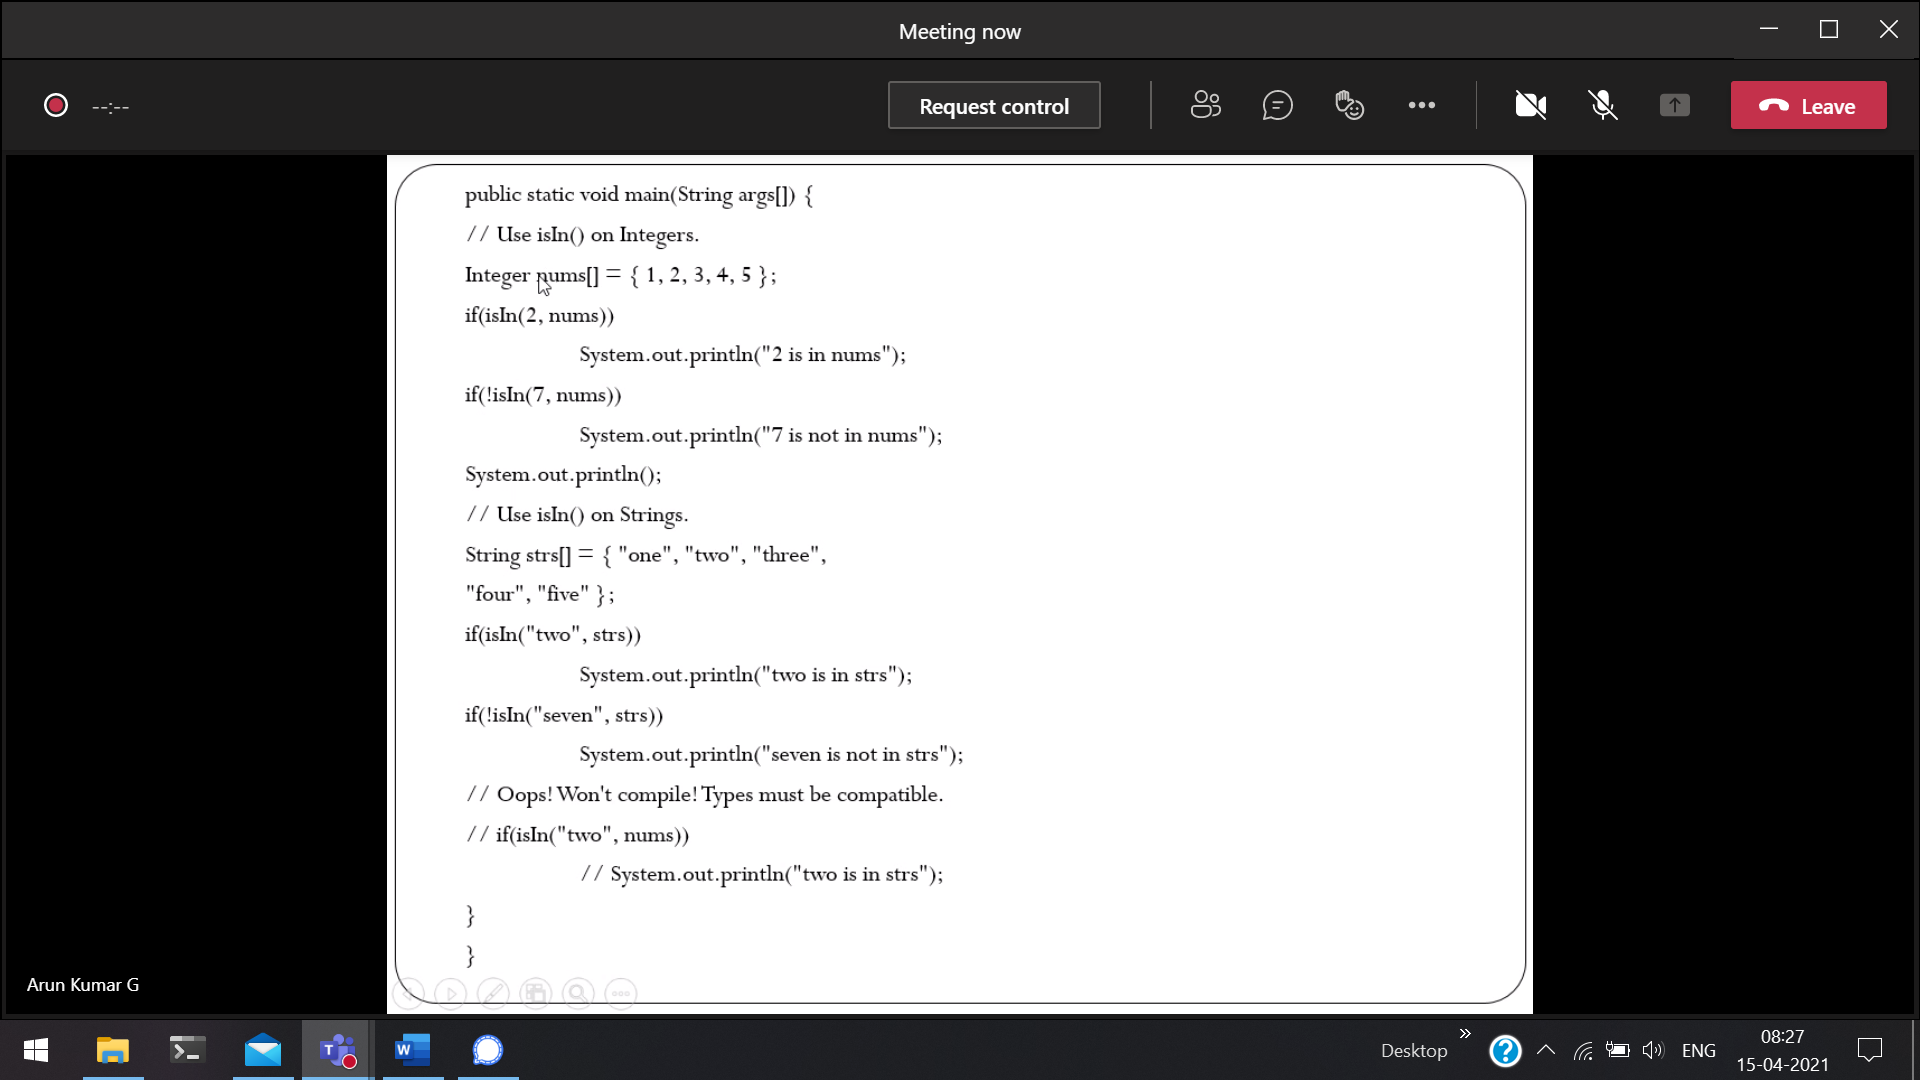 Meeting now
--:--
Request control
Leave
public static void main(String args[]) {
// Use isIn() on Integers.
Integer nums[] = { 1, 2, 3, 4, 5 };
if(isIn(2, nums))
System.out.println("2 is in nums");
if(!isIn(7, nums))
System.out.println("7 is not in nums");
System.out.println();
// Use isIn() on Strings.
String strs[] = { "one", "two", "three",
"four", "five" };
if(isIn("two", strs))
System.out.println("two is in strs");
if(!isIn("seven", strs))
System.out.println("seven is not in strs");
// Oops! Won't compile! Types must be compatible.
// if(isIn("two", nums))
// System.out.println("two is in strs");
}
}
Arun Kumar G
Desktop
ENG
08:27
15-04-2021